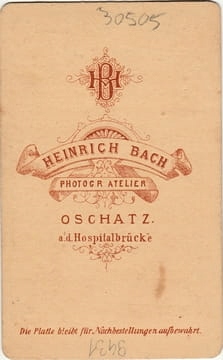 30505
HB
HEINRICH BACH
PHOTOGR. ATELIER
OSCHATZ.
a/d. Hospitalbrücke
Die Platte bleibt für Nachbestellungen aufbewahrt.